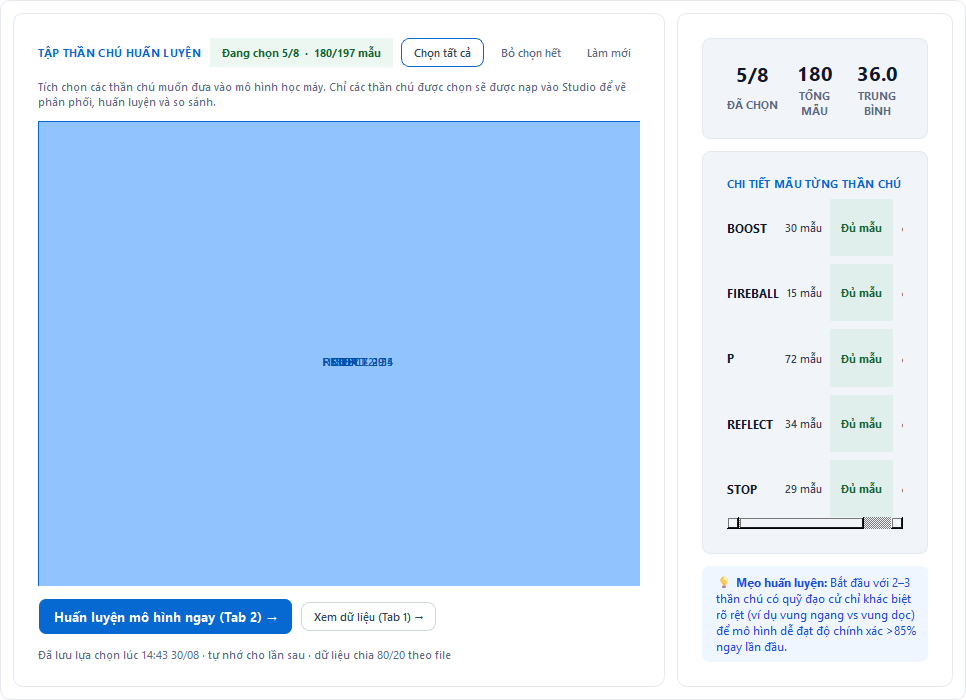 TẬP THẦN CHÚ HUẤN LUYỆN
Đang chọn 5/8 · 180/197 mẫu
Chọn tất cả
Bỏ chọn hết
Làm mới
Tích chọn các thần chú muốn đưa vào mô hình học máy. Chỉ các thần chú được chọn sẽ được nạp vào Studio để vẽ
phân phối, huấn luyện và so sánh.
Huấn luyện mô hình ngay (Tab 2) →
Xem dữ liệu (Tab 1) →
Đã lưu lựa chọn lúc 14:43 30/08 · tự nhớ cho lần sau · dữ liệu chia 80/20 theo file
5/8
ĐÃ CHỌN
180
TỔNG
MẪU
36.0
TRUNG
BÌNH
CHI TIẾT MẪU TỪNG THẦN CHÚ
BOOST 30 mẫu Đủ mẫu
FIREBALL 15 mẫu Đủ mẫu
P 72 mẫu Đủ mẫu
REFLECT 34 mẫu Đủ mẫu
STOP 29 mẫu Đủ mẫu
💡 Mẹo huấn luyện: Bắt đầu với 2–3
thần chú có quỹ đạo cử chỉ khác biệt
rõ rệt (ví dụ vung ngang vs vung dọc)
để mô hình dễ đạt độ chính xác >85%
ngay lần đầu.